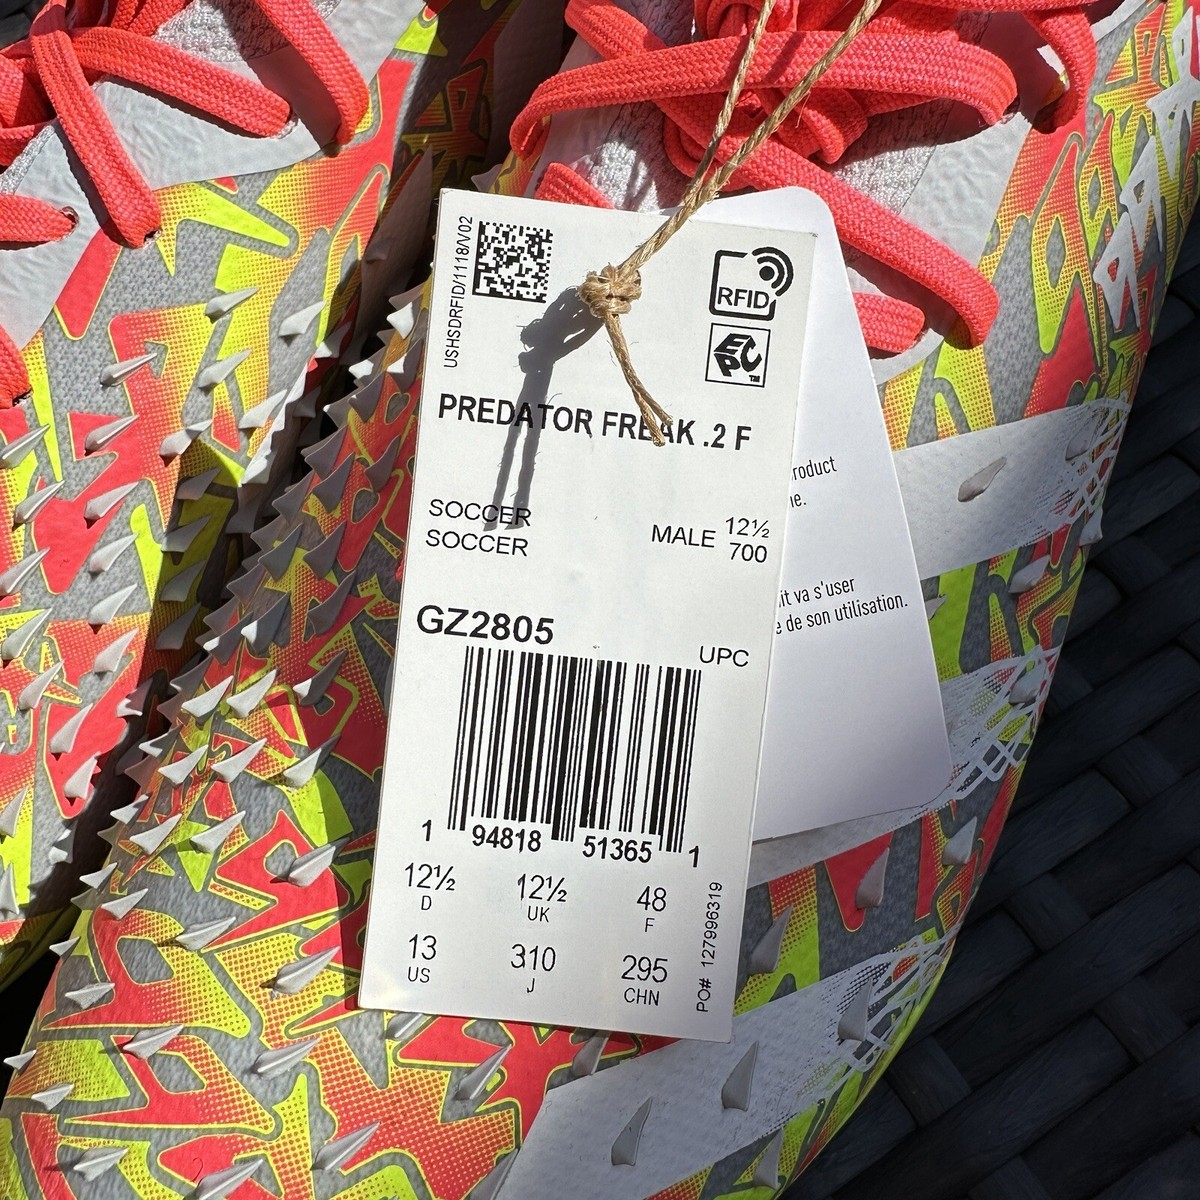 USHSDRFID/1118/V02
RFID
EPC™
PREDATOR FREAK .2 F
SOCCER
SOCCER
MALE 12½
700
GZ2805
UPC
1 94818 51365 1
12½ 12½ 48
D UK F
13 310 295
US J CHN
PO# 127996319
roduct
ne.
it va s'user
e de son utilisation.